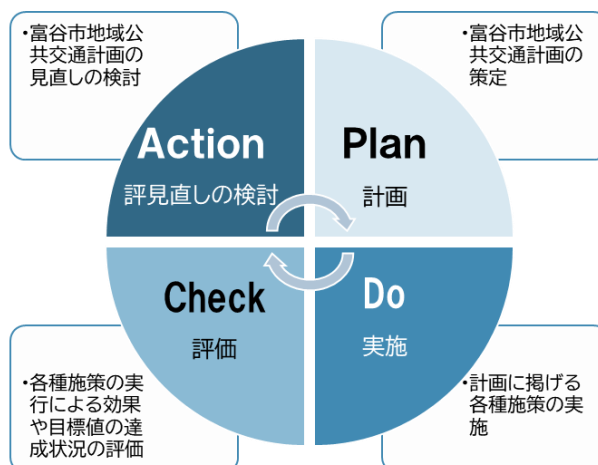 ・富谷市地域公
共交通計画の
見直しの検討
・富谷市地域公
共交通計画の
策定
Action
評見直しの検討
Plan
計画
Check
評価
Do
実施
・各種施策の実
行による効果
や目標値の達
成状況の評価
・計画に掲げる
各種施策の実
施